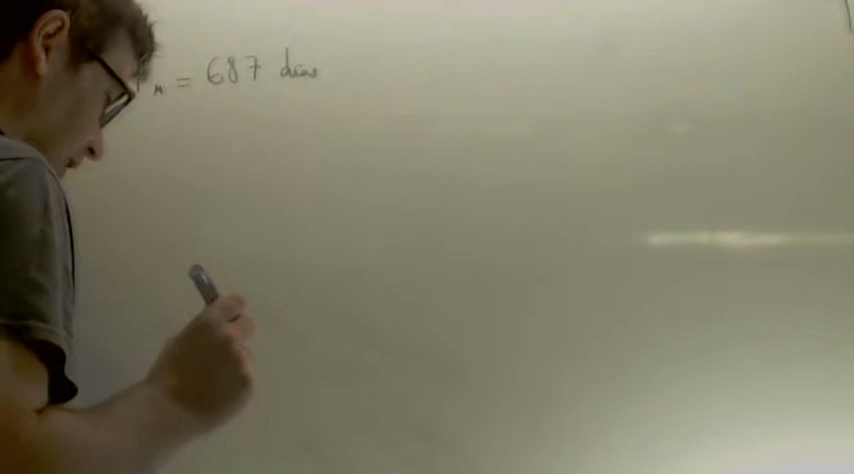 m = 687 días